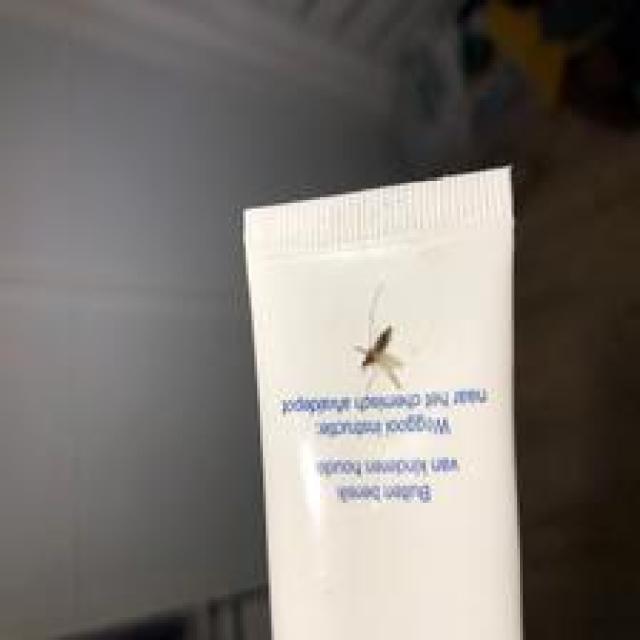 Buiten bereik
van kinderen houden
Weggooi instructie:
naar het chemisch afvaldepot